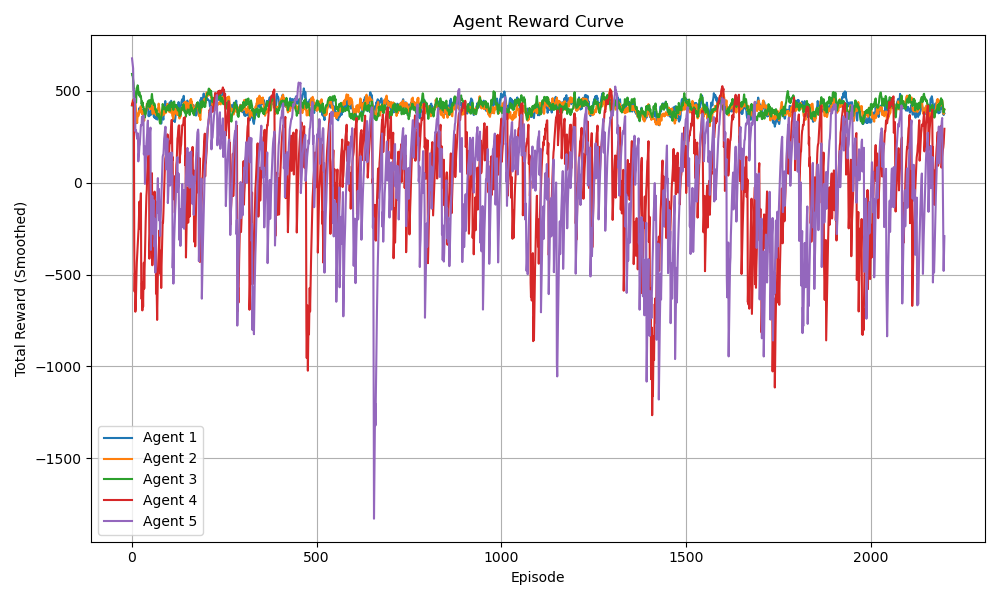 Agent Reward Curve
Total Reward (Smoothed)
500
0
−500
−1000
−1500
Agent 1
Agent 2
Agent 3
Agent 4
Agent 5
0 500 1000 1500 2000
Episode